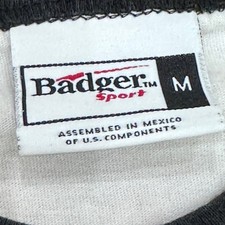 Badger™ M
Sport
ASSEMBLED IN MEXICO
OF U.S. COMPONENTS